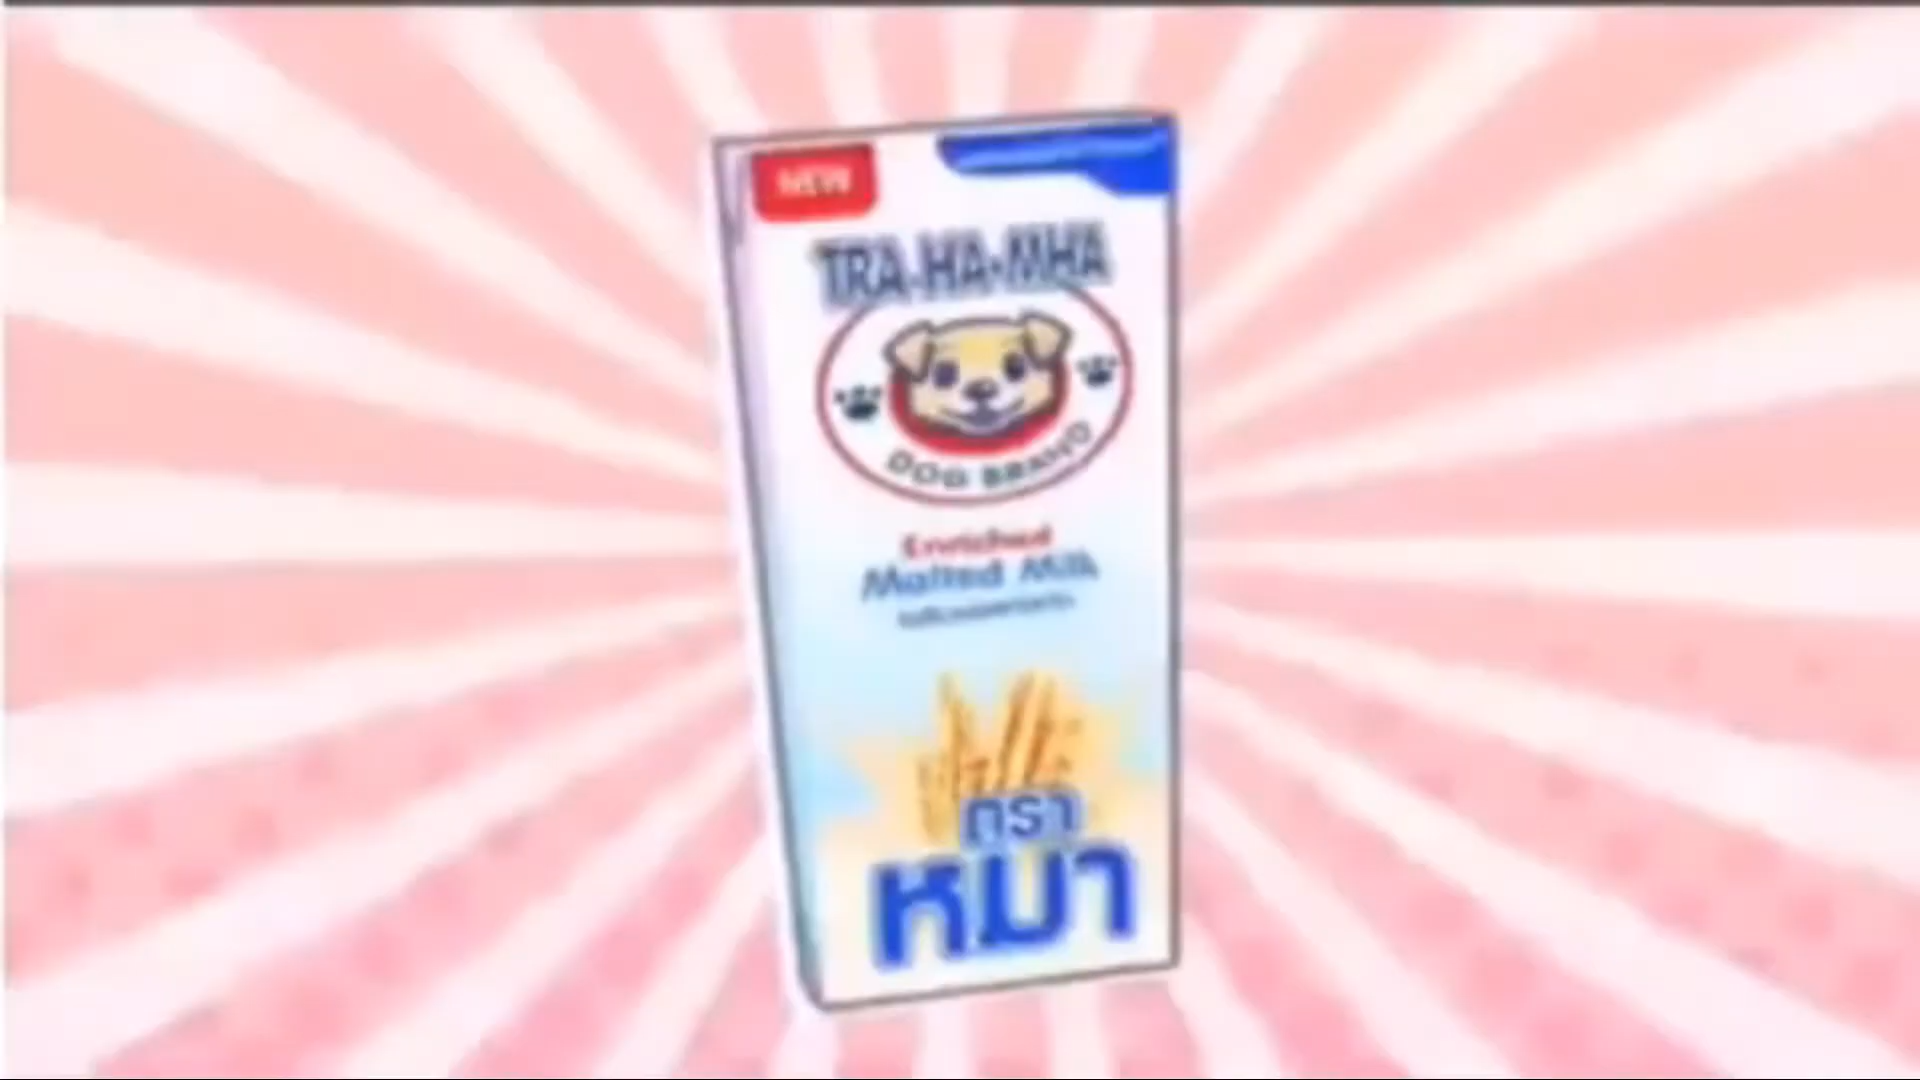 NEW
TRA·HA·MHA
DOG BRAND
Enriched
Malted Milk
ตรา
หมา